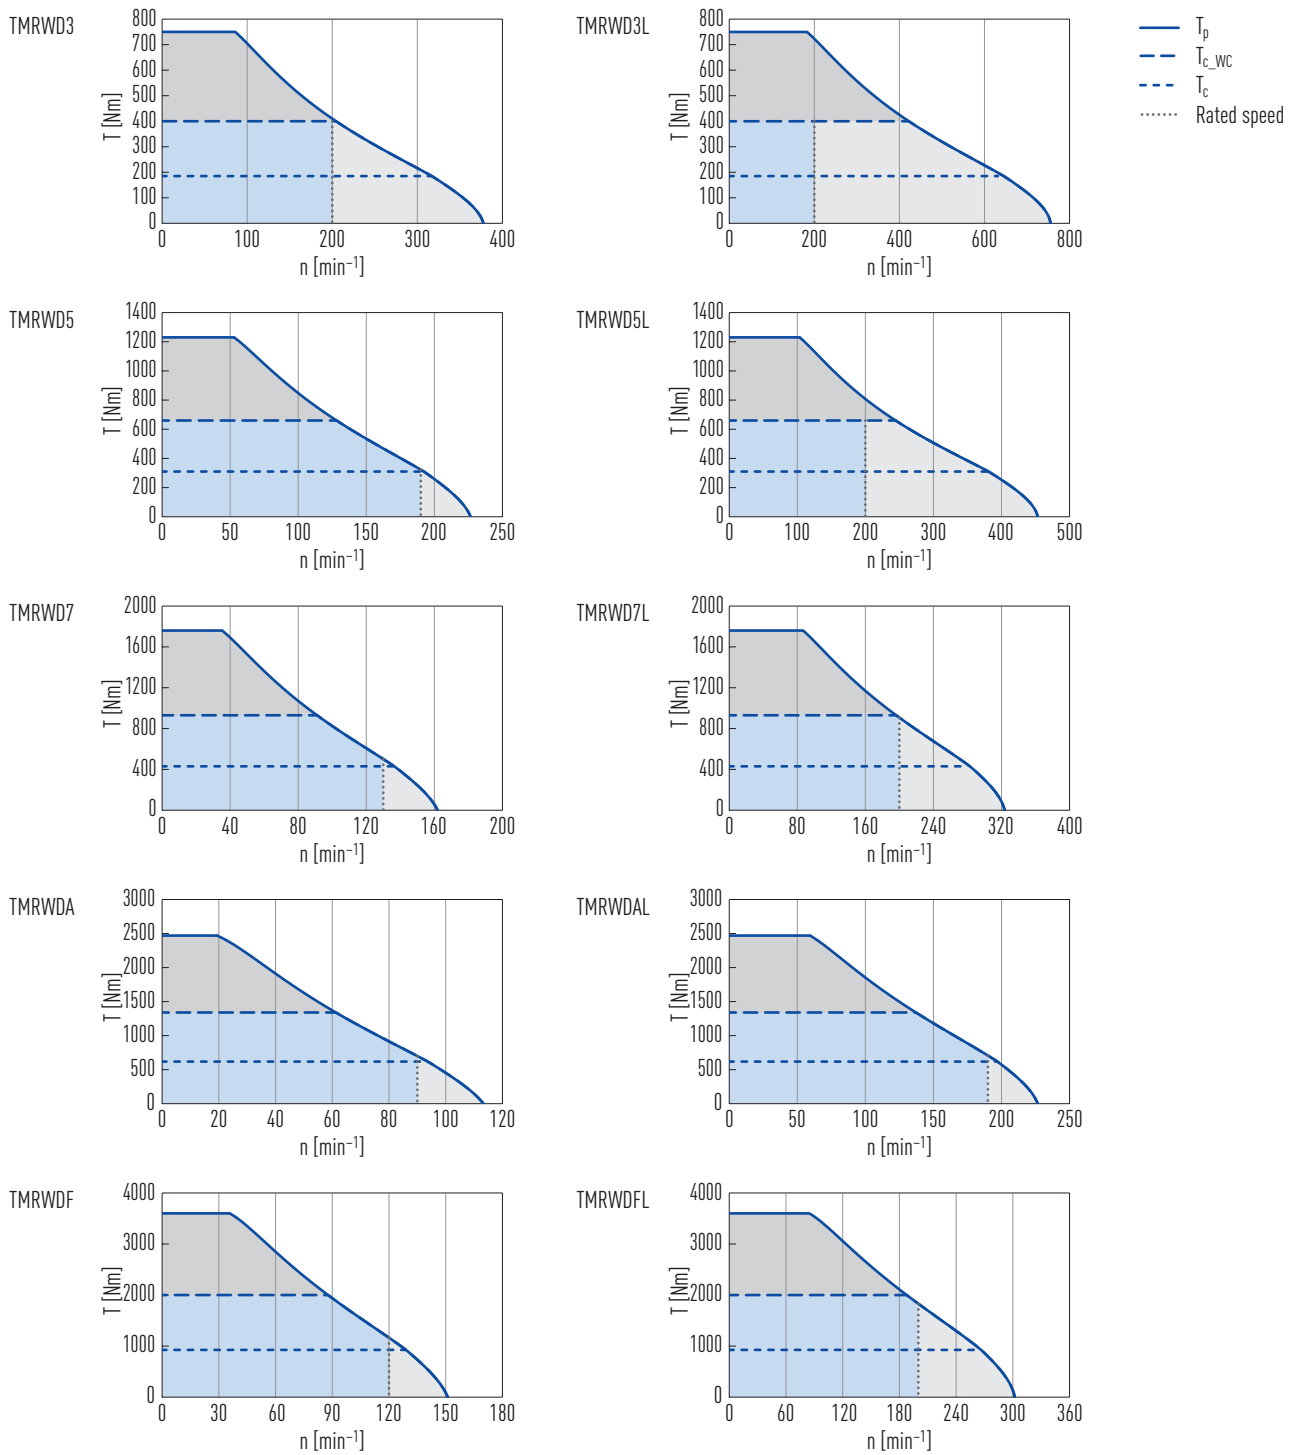 TMRWD3
T [Nm]
800
700
600
500
400
300
200
100
0
0 100 200 300 400
n [min⁻¹]
TMRWD3L
T [Nm]
800
700
600
500
400
300
200
100
0
0 200 400 600 800
n [min⁻¹]
Tp
Tc_WC
Tc
Rated speed
TMRWD5
T [Nm]
1400
1200
1000
800
600
400
200
0
0 50 100 150 200 250
n [min⁻¹]
TMRWD5L
T [Nm]
1400
1200
1000
800
600
400
200
0
0 100 200 300 400 500
n [min⁻¹]
TMRWD7
T [Nm]
2000
1600
1200
800
400
0
0 40 80 120 160 200
n [min⁻¹]
TMRWD7L
T [Nm]
2000
1600
1200
800
400
0
0 80 160 240 320 400
n [min⁻¹]
TMRWDA
T [Nm]
3000
2500
2000
1500
1000
500
0
0 20 40 60 80 100 120
n [min⁻¹]
TMRWDAL
T [Nm]
3000
2500
2000
1500
1000
500
0
0 50 100 150 200 250
n [min⁻¹]
TMRWDF
T [Nm]
4000
3000
2000
1000
0
0 30 60 90 120 150 180
n [min⁻¹]
TMRWDFL
T [Nm]
4000
3000
2000
1000
0
0 60 120 180 240 300 360
n [min⁻¹]